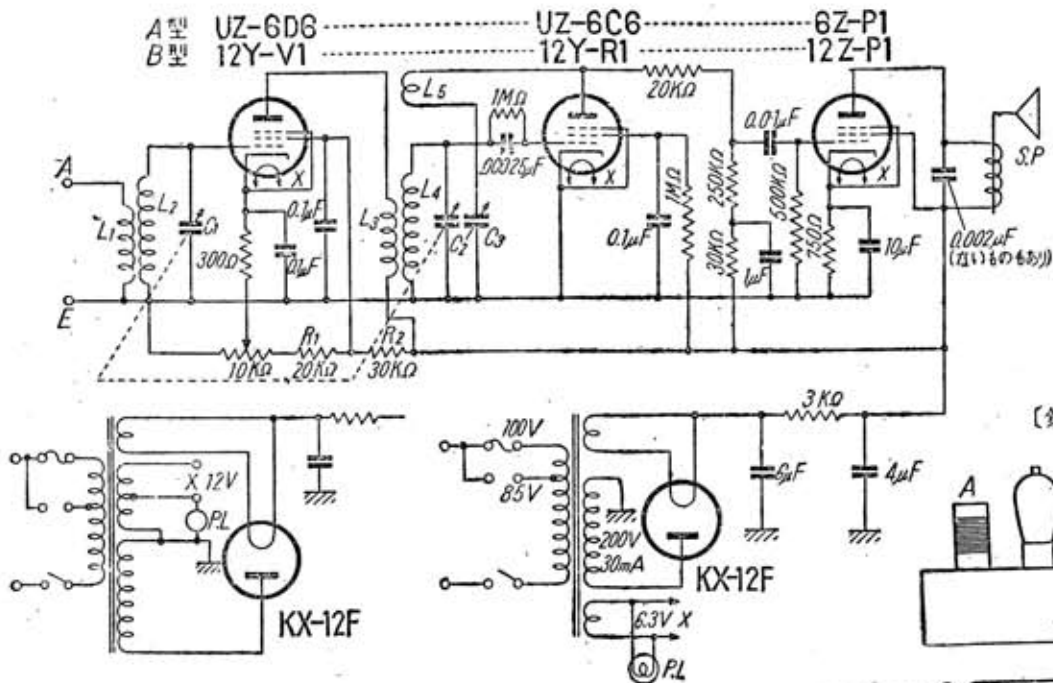 A型 UZ-6D6 UZ-6C6 6Z-P1
B型 12Y-V1 12Y-R1 12Z-P1
L5
1MΩ
20KΩ
0.01μF
S.P
.00025μF
A
X
X
L2
L4
L1
C1
0.1μF
L3
C2
C3
0.1μF
1MΩ
250KΩ
500KΩ
750Ω
10μF
0.002μF
(ないものもあり)
300Ω
0.1μF
30KΩ
1μF
E
R1
R2
10KΩ
20KΩ
30KΩ
3KΩ
100V
85V
6μF
4μF
A
X 12V
P.L
200V
30mA
KX-12F
KX-12F
6.3V X
P.L